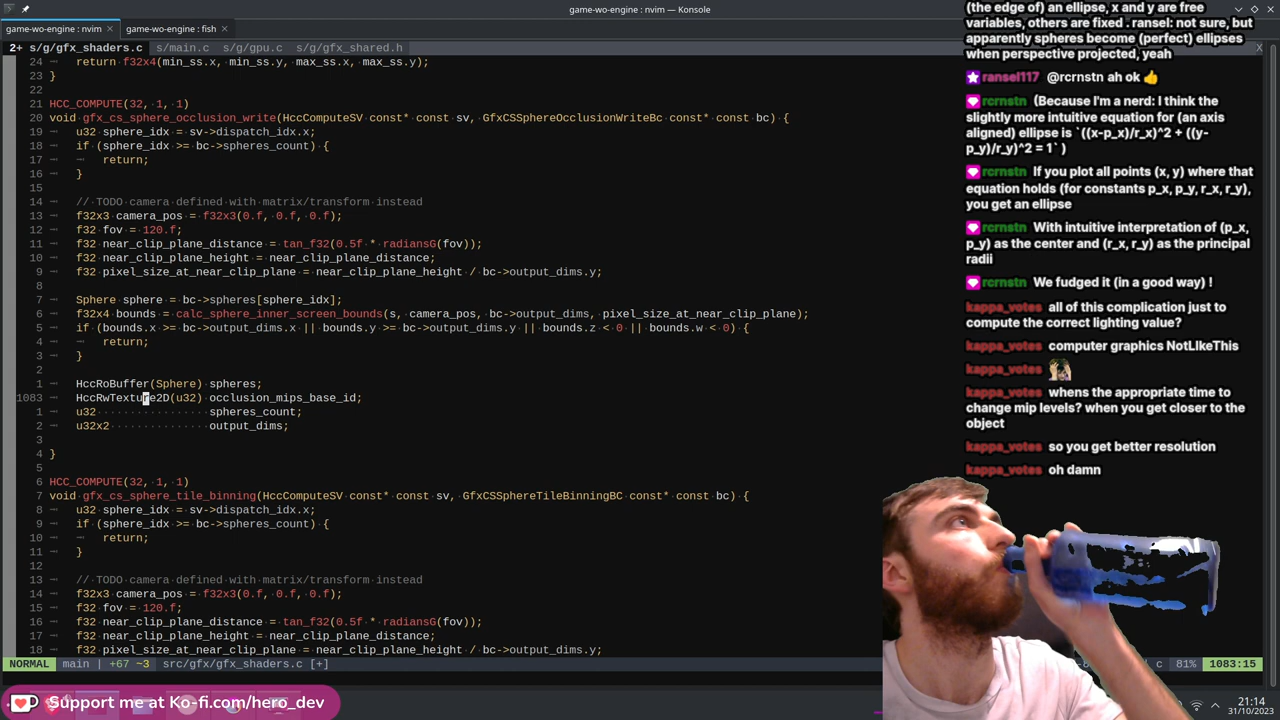 game-wo-engine : nvim — Konsole
game-wo-engine : nvim
game-wo-engine : fish
2+ s/g/gfx_shaders.c
s/main.c
s/g/gpu.c
s/g/gfx_shared.h
X
24 return f32x4(min_ss.x, min_ss.y, max_ss.x, max_ss.y);
23 }
22
21 HCC_COMPUTE(32, 1, 1)
20 void gfx_cs_sphere_occlusion_write(HccComputeSV const* const sv, GfxCSSphereOcclusionWriteBc const* const bc) {
19 u32 sphere_idx = sv->dispatch_idx.x;
18 if (sphere_idx >= bc->spheres_count) {
17 return;
16 }
15
14 // TODO camera defined with matrix/transform instead
13 f32x3 camera_pos = f32x3(0.f, 0.f, 0.f);
12 f32 fov = 120.f;
11 f32 near_clip_plane_distance = tan_f32(0.5f * radiansG(fov));
10 f32 near_clip_plane_height = near_clip_plane_distance;
9 f32 pixel_size_at_near_clip_plane = near_clip_plane_height / bc->output_dims.y;
8
7 Sphere sphere = bc->spheres[sphere_idx];
6 f32x4 bounds = calc_sphere_inner_screen_bounds(s, camera_pos, bc->output_dims, pixel_size_at_near_clip_plane);
5 if (bounds.x >= bc->output_dims.x || bounds.y >= bc->output_dims.y || bounds.z < 0 || bounds.w < 0) {
4 return;
3 }
2
1 HccRoBuffer(Sphere) spheres;
1083 HccRwTexture2D(u32) occlusion_mips_base_id;
1 u32 spheres_count;
2 u32x2 output_dims;
3
4 }
5
6 HCC_COMPUTE(32, 1, 1)
7 void gfx_cs_sphere_tile_binning(HccComputeSV const* const sv, GfxCSSphereTileBinningBC const* const bc) {
8 u32 sphere_idx = sv->dispatch_idx.x;
9 if (sphere_idx >= bc->spheres_count) {
10 return;
11 }
12
13 // TODO camera defined with matrix/transform instead
14 f32x3 camera_pos = f32x3(0.f, 0.f, 0.f);
15 f32 fov = 120.f;
16 f32 near_clip_plane_distance = tan_f32(0.5f * radiansG(fov));
17 f32 near_clip_plane_height = near_clip_plane_distance;
18 f32 pixel_size_at_near_clip_plane = near_clip_plane_height / bc->output_dims.y;
NORMAL main | +67 ~3 src/gfx/gfx_shaders.c [+]
c 81% 1083:15
(the edge of) an ellipse, x and y are free
variables, others are fixed . ransel: not sure, but
apparently spheres become (perfect) ellipses
when perspective projected, yeah
ransel117 @rcrnstn ah ok 👍
rcrnstn (Because I'm a nerd: I think the
slightly more intuitive equation for (an axis
aligned) ellipse is `((x-p_x)/r_x)^2 + ((y-
p_y)/r_y)^2 = 1` )
rcrnstn If you plot all points (x, y) where that
equation holds (for constants p_x, p_y, r_x, r_y),
you get an ellipse
rcrnstn With intuitive interpretation of (p_x,
p_y) as the center and (r_x, r_y) as the principal
radii
rcrnstn We fudged it (in a good way) !
kappa_votes all of this complication just to
compute the correct lighting value?
kappa_votes computer graphics NotLIkeThis
kappa_votes
kappa_votes whens the appropriate time to
change mip levels? when you get closer to the
object
kappa_votes so you get better resolution
kappa_votes oh damn
Support me at Ko-fi.com/hero_dev
21:14
31/10/2023